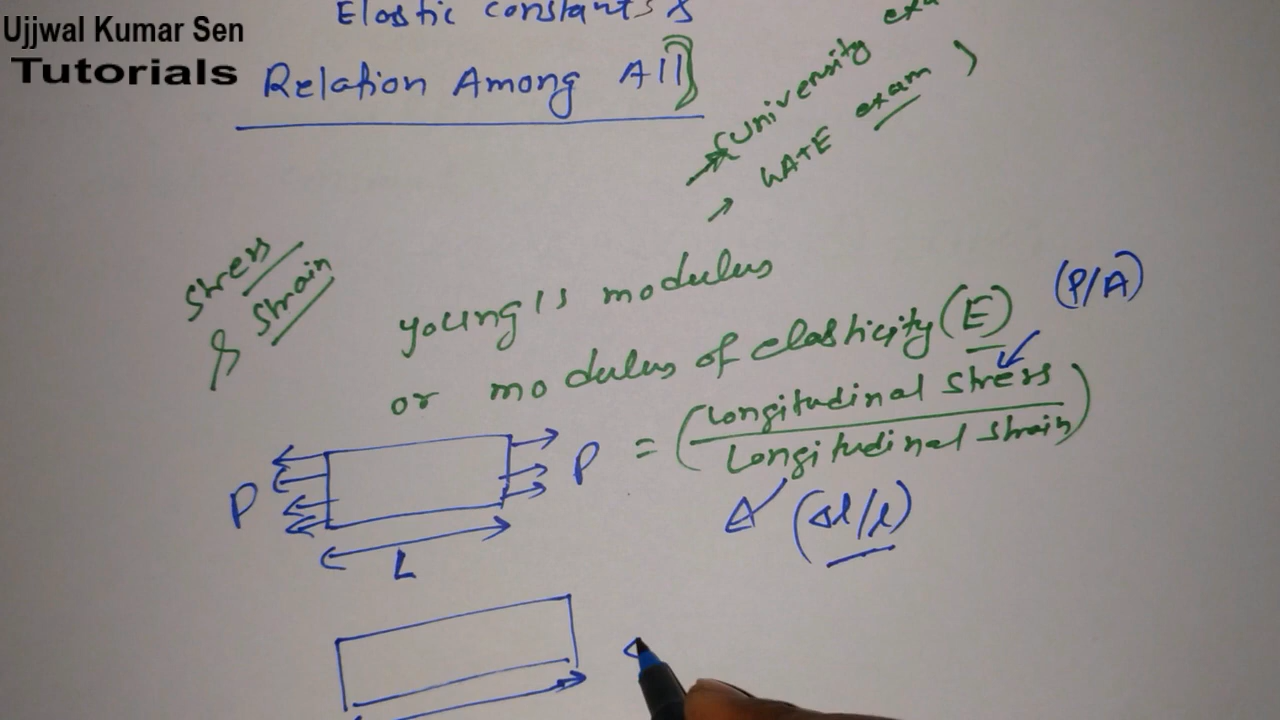 Ujjwal Kumar Sen
Tutorials
Elastic constants &
Relation Among All
(University exa
GATE exam)
Stress
& Strain
young's modulus
or modulus of elasticity (E)
(P/A)
= (Longitudinal stress
Longitudinal strain)
P
P
L
(Δl/l)